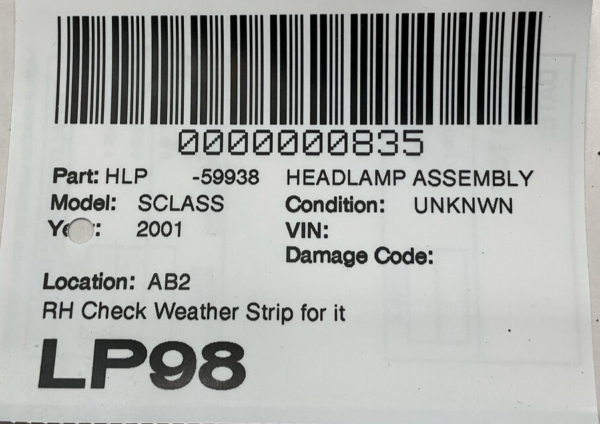 0000000835
Part: HLP -59938 HEADLAMP ASSEMBLY
Model: SCLASS Condition: UNKNWN
2001 VIN:
Damage Code:
Location: AB2
RH Check Weather Strip for it
LP98